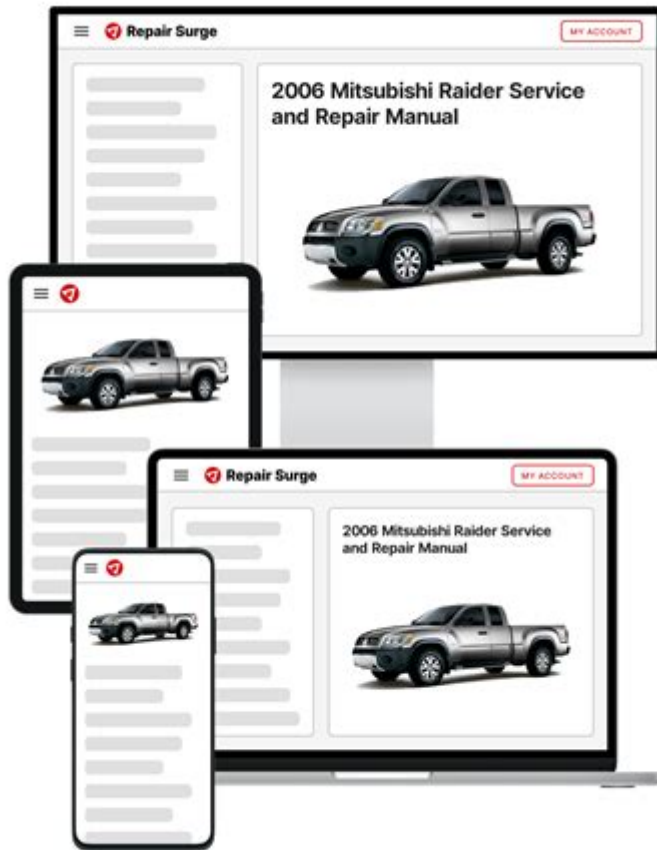 Repair Surge
MY ACCOUNT
2006 Mitsubishi Raider Service
and Repair Manual
Repair Surge
MY ACCOUNT
2006 Mitsubishi Raider Service
and Repair Manual